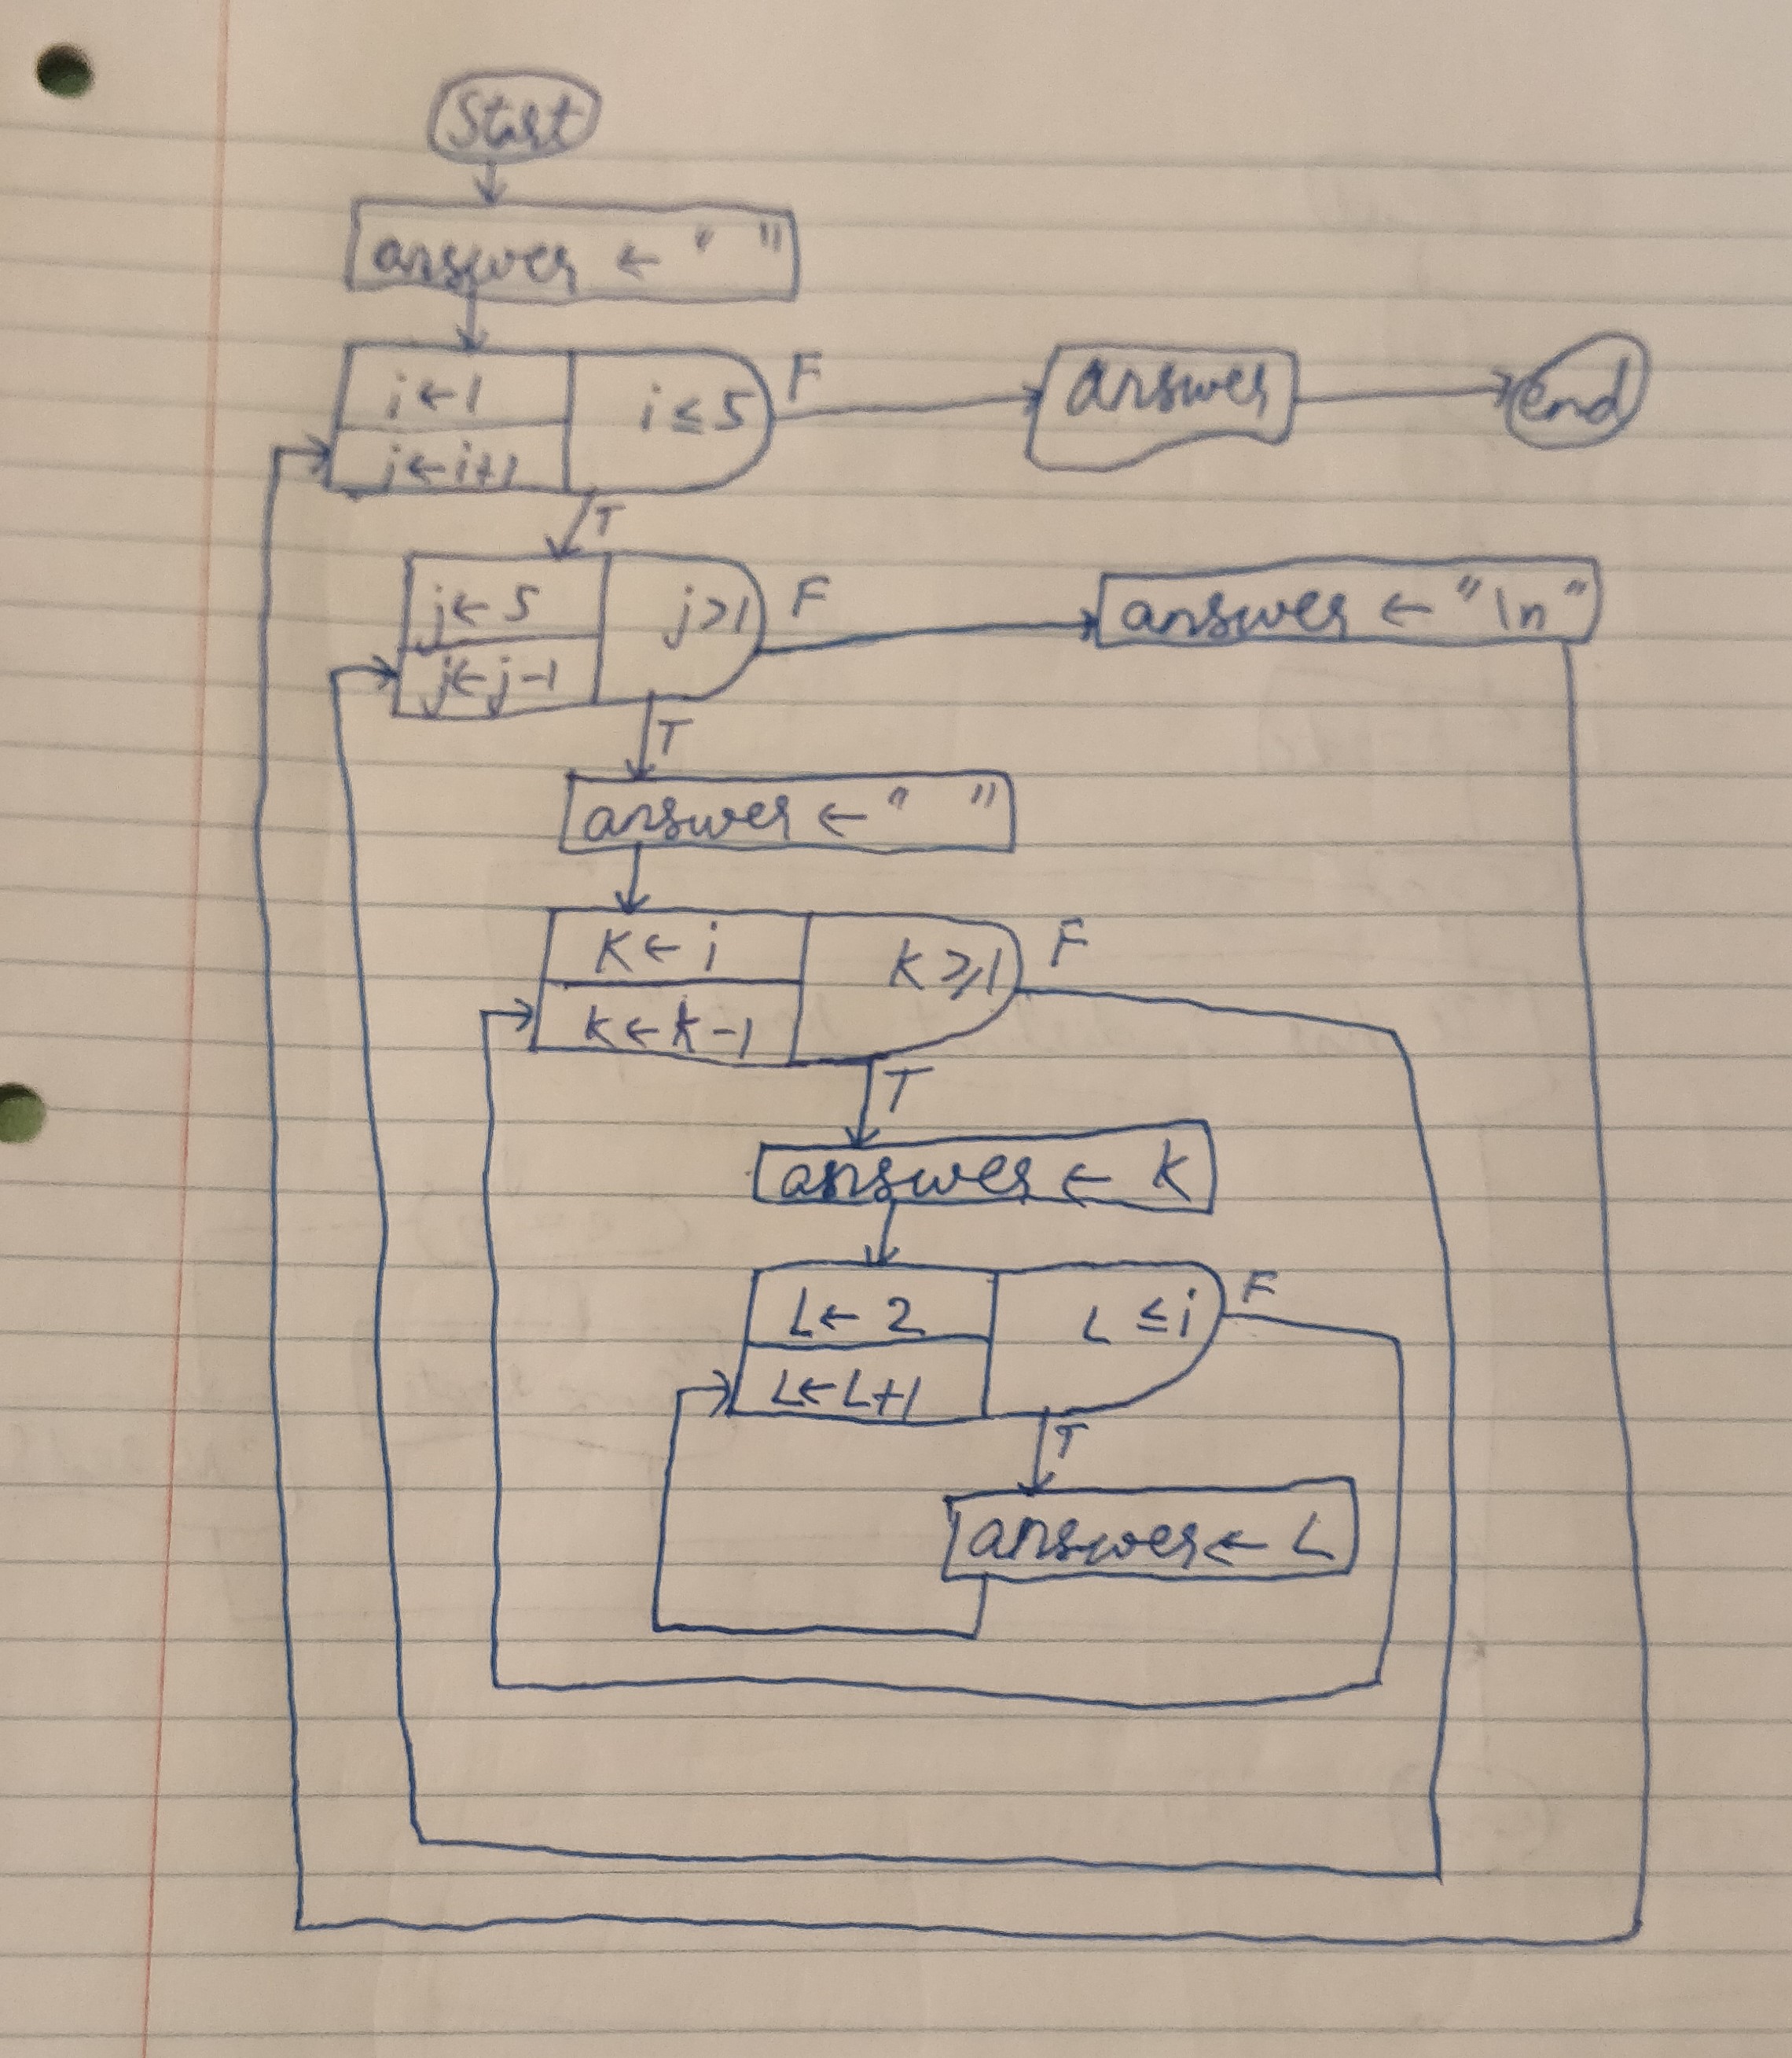 Start
answer ← " "
i ← 1
i ≤ 5
F
answer
end
i ← i+1
T
j ← 5
j > 1
F
answer ← "\n"
j ← j-1
T
answer ← " "
K ← i
K ≥ 1
F
K ← K-1
T
answer ← K
L ← 2
L ≤ i
F
L ← L+1
T
answer ← L